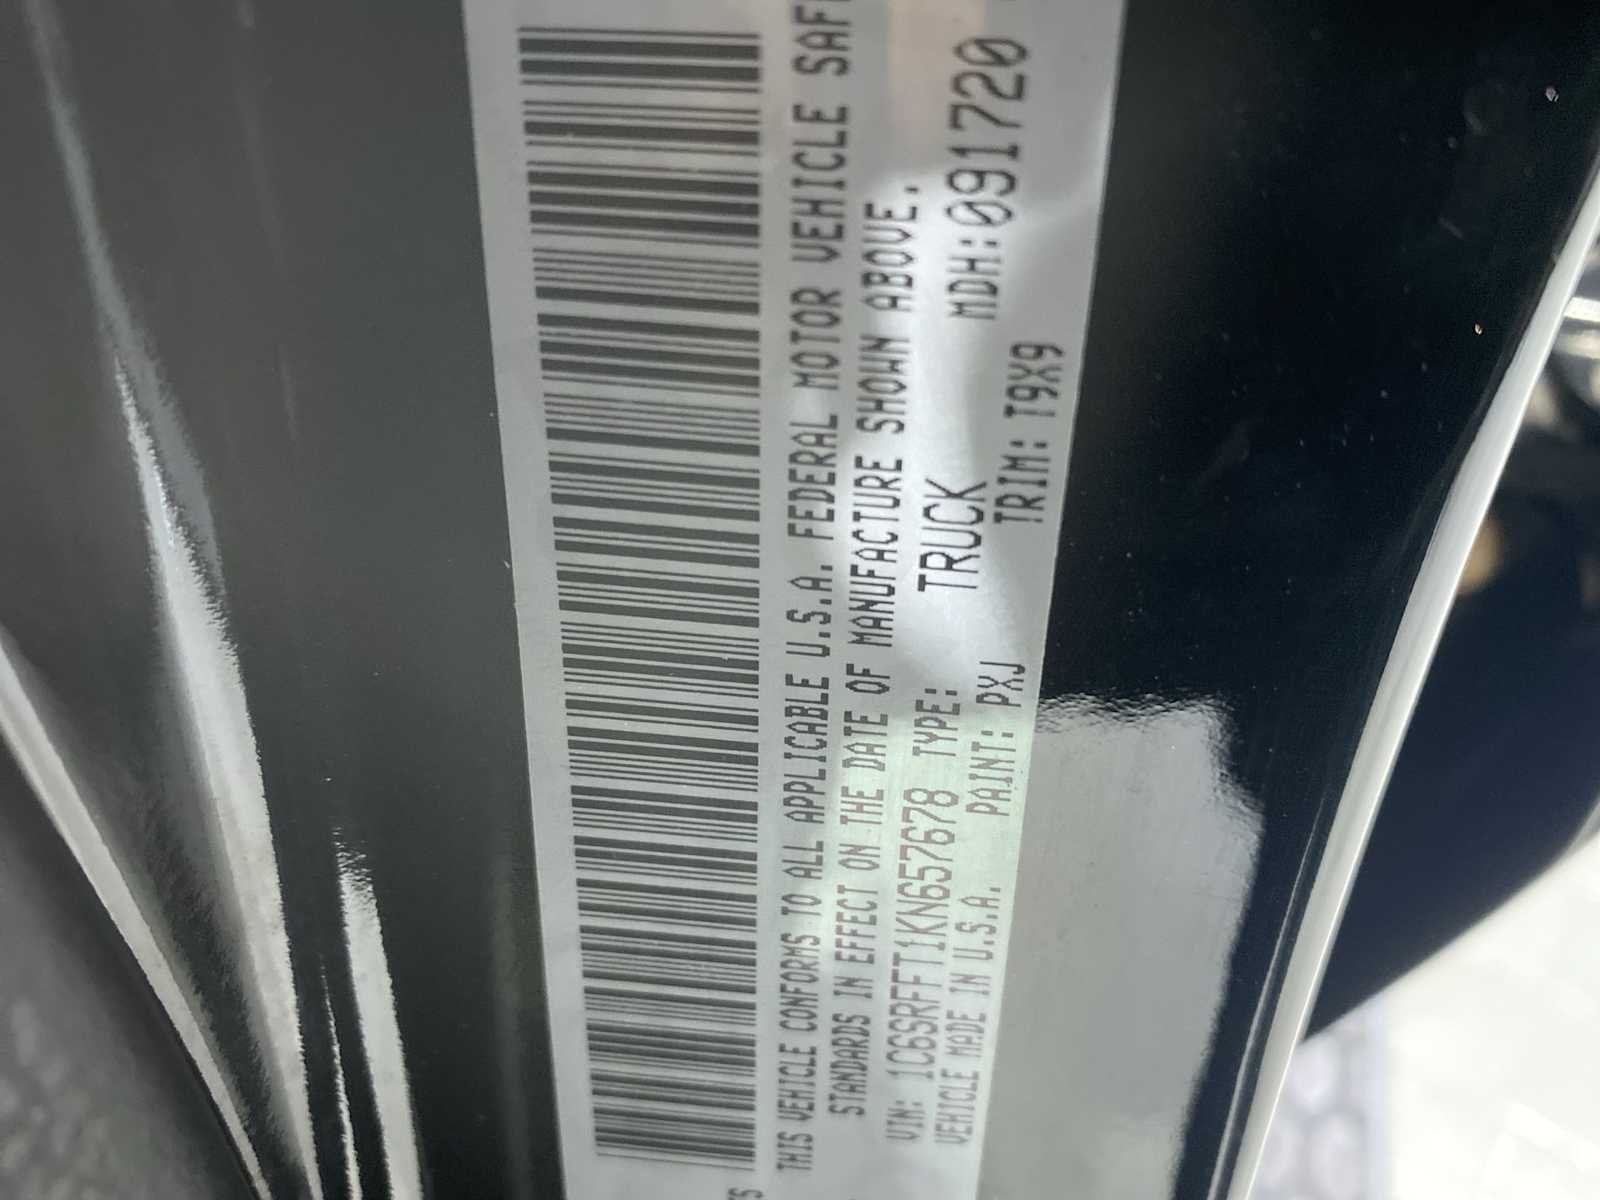 THIS VEHICLE CONFORMS TO ALL APPLICABLE U.S.A. FEDERAL MOTOR VEHICLE
STANDARDS IN EFFECT ON THE DATE OF MANUFACTURE SHOWN ABOVE.
VIN: 1C6SRFFT1KN657678 TYPE: TRUCK MDH:091720
VEHICLE MADE IN U.S.A. PAINT: PXJ TRIM: T9X9